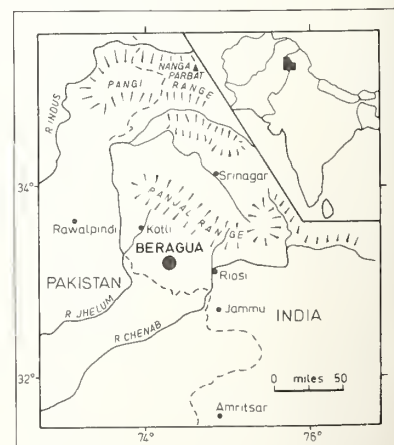 NANGA
PARBAT
PANGI RANGE
R INDUS
34°
Srinagar
PANJAL RANGE
Rawalpindi
Kotli
BERAGUA
PAKISTAN
Riasi
R JHELUM
Jammu
INDIA
R CHENAB
32°
0 miles 50
Amritsar
74°
76°